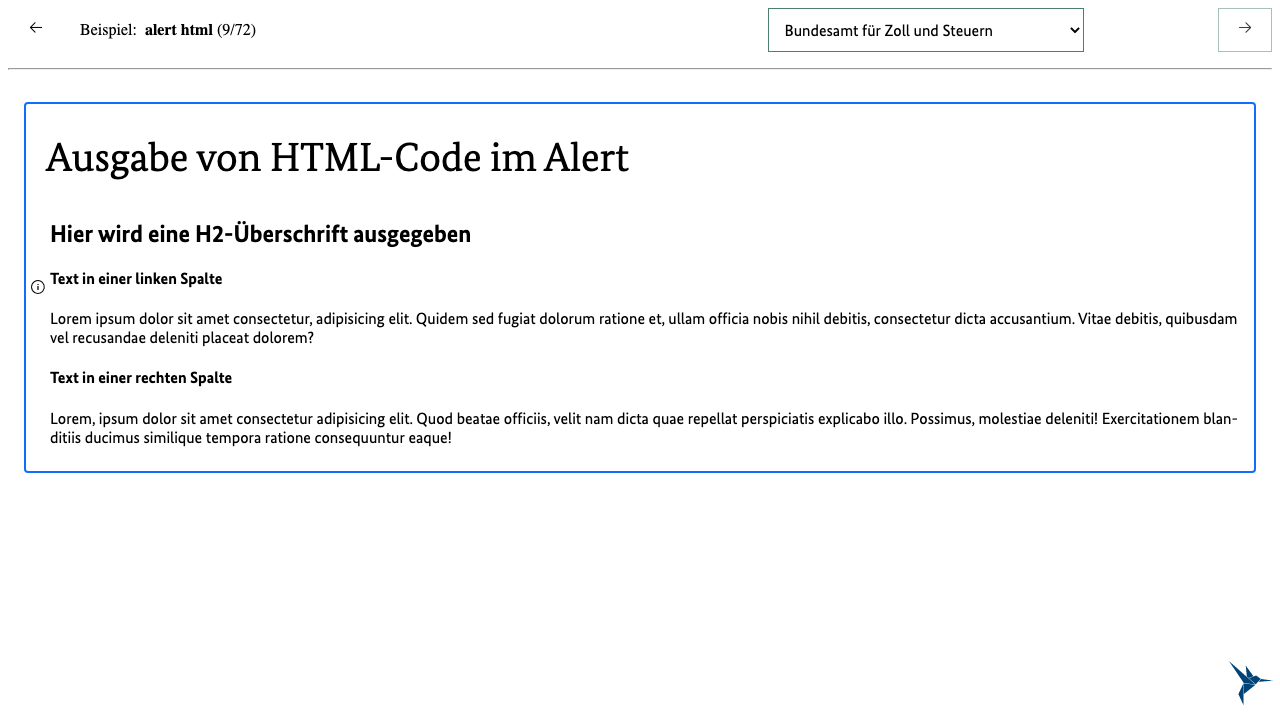 Beispiel: alert html (9/72)
Bundesamt für Zoll und Steuern
Ausgabe von HTML-Code im Alert
Hier wird eine H2-Überschrift ausgegeben
Text in einer linken Spalte
Lorem ipsum dolor sit amet consectetur, adipisicing elit. Quidem sed fugiat dolorum ratione et, ullam officia nobis nihil debitis, consectetur dicta accusantium. Vitae debitis, quibusdam
vel recusandae deleniti placeat dolorem?
Text in einer rechten Spalte
Lorem, ipsum dolor sit amet consectetur adipisicing elit. Quod beatae officiis, velit nam dicta quae repellat perspiciatis explicabo illo. Possimus, molestiae deleniti! Exercitationem blan-
ditiis ducimus similique tempora ratione consequuntur eaque!